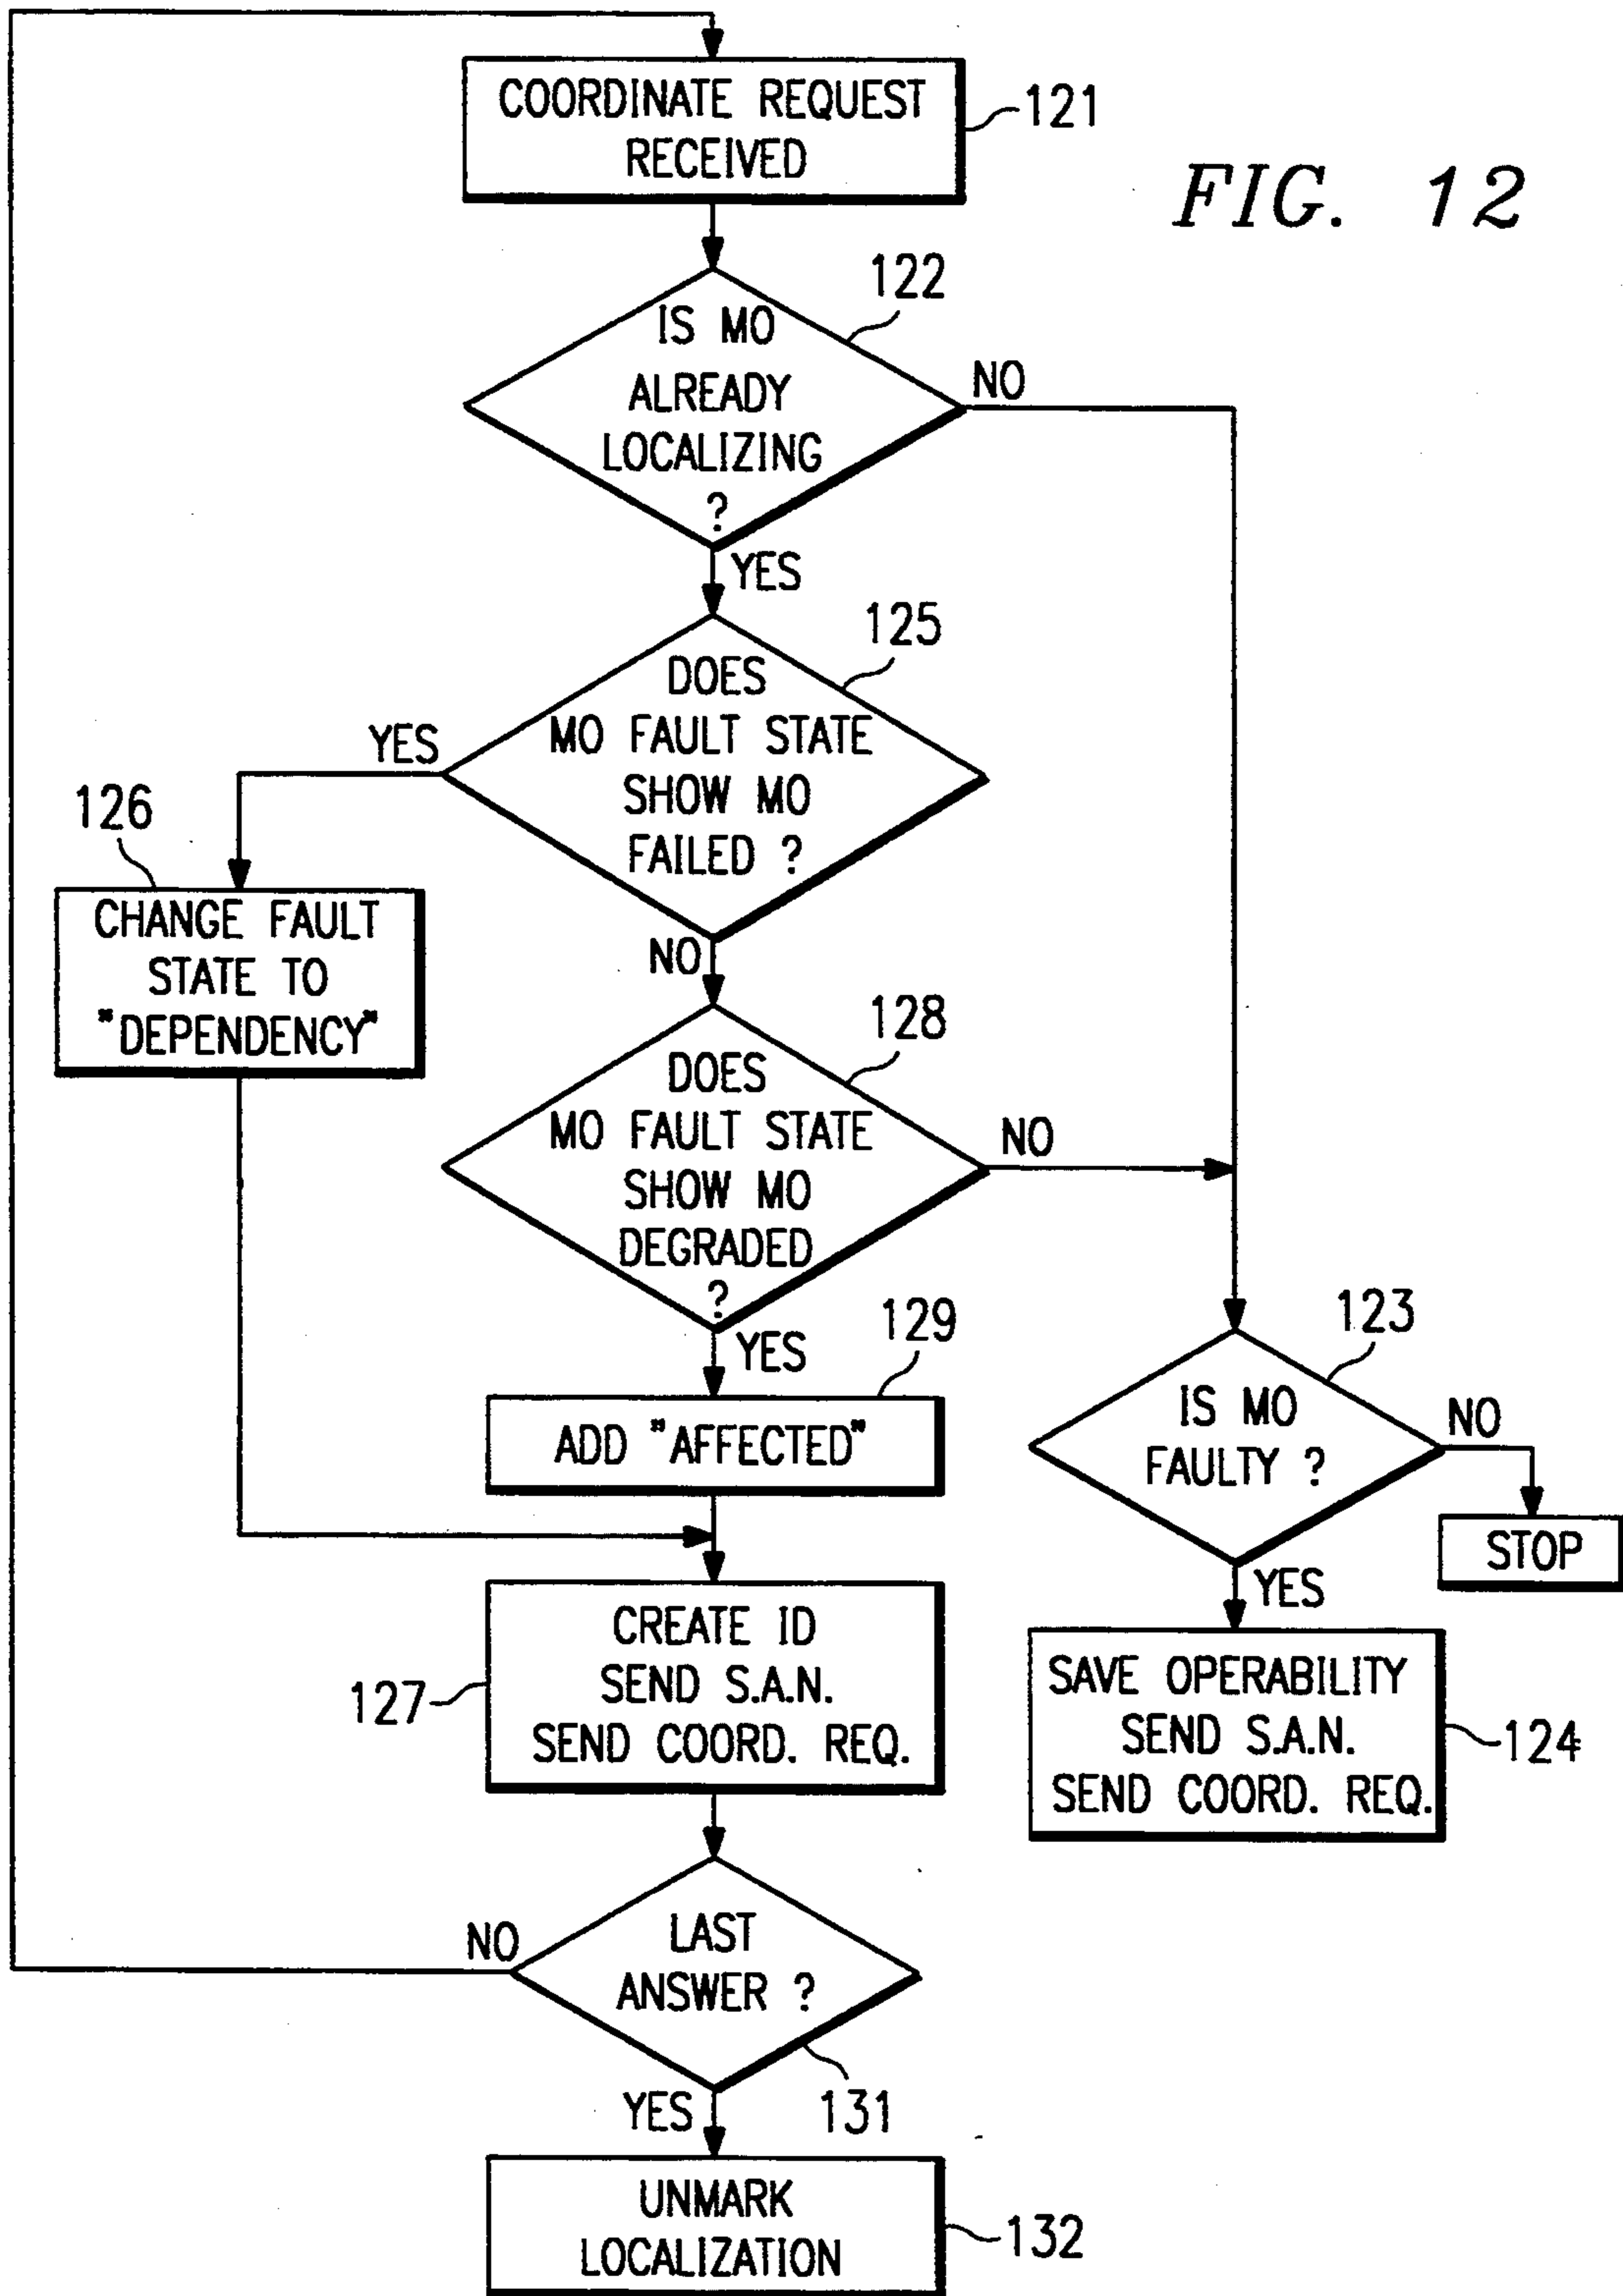 COORDINATE REQUEST
RECEIVED
121
FIG. 12
122
IS MO
ALREADY
LOCALIZING
?
NO
YES
125
DOES
MO FAULT STATE
SHOW MO
FAILED ?
YES
126
CHANGE FAULT
STATE TO
"DEPENDENCY"
NO
128
DOES
MO FAULT STATE
SHOW MO
DEGRADED
?
NO
YES
129
ADD "AFFECTED"
123
IS MO
FAULTY ?
NO
STOP
YES
CREATE ID
SEND S.A.N.
SEND COORD. REQ.
127
SAVE OPERABILITY
SEND S.A.N.
SEND COORD. REQ.
124
LAST
ANSWER ?
NO
131
YES
UNMARK
LOCALIZATION
132